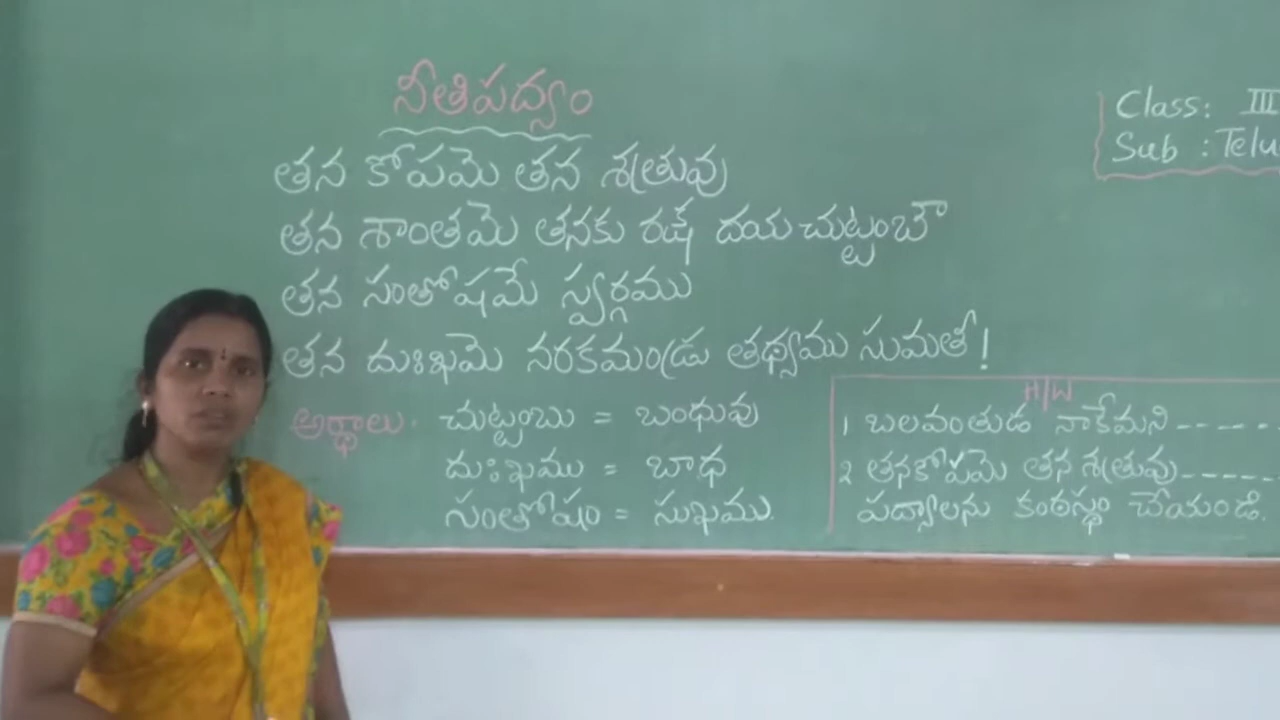 నీతిపద్యం
Class: III
Sub : Telu
తన కోపమె తన శత్రువు
తన శాంతమె తనకు రక్ష దయ చుట్టంబౌ
తన సంతోషమే స్వర్గము
తన దుఃఖమె నరకమండ్రు తథ్యము సుమతీ!
అర్థాలు. చుట్టంబు = బంధువు
దుఃఖము = బాధ
సంతోషం = సుఖము.
H/W
1 బలవంతుడ నాకేమని -----
2 తనకోపమె తన శత్రువు -----
పద్యాలను కంఠస్థం చేయండి.